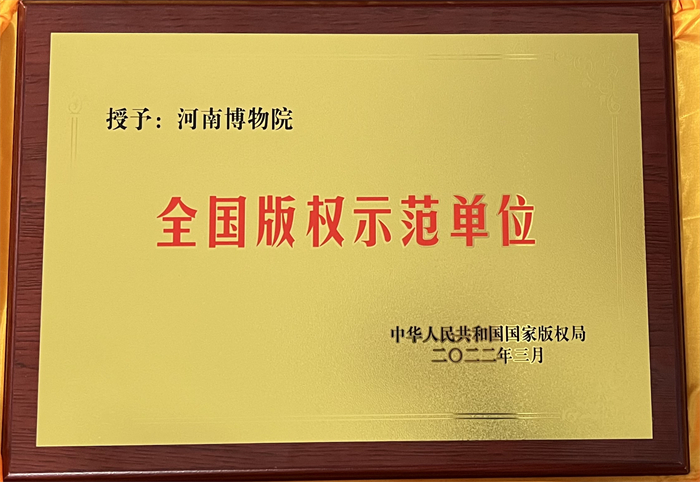 授予：河南博物院
全国版权示范单位
中华人民共和国国家版权局
二〇二二年三月